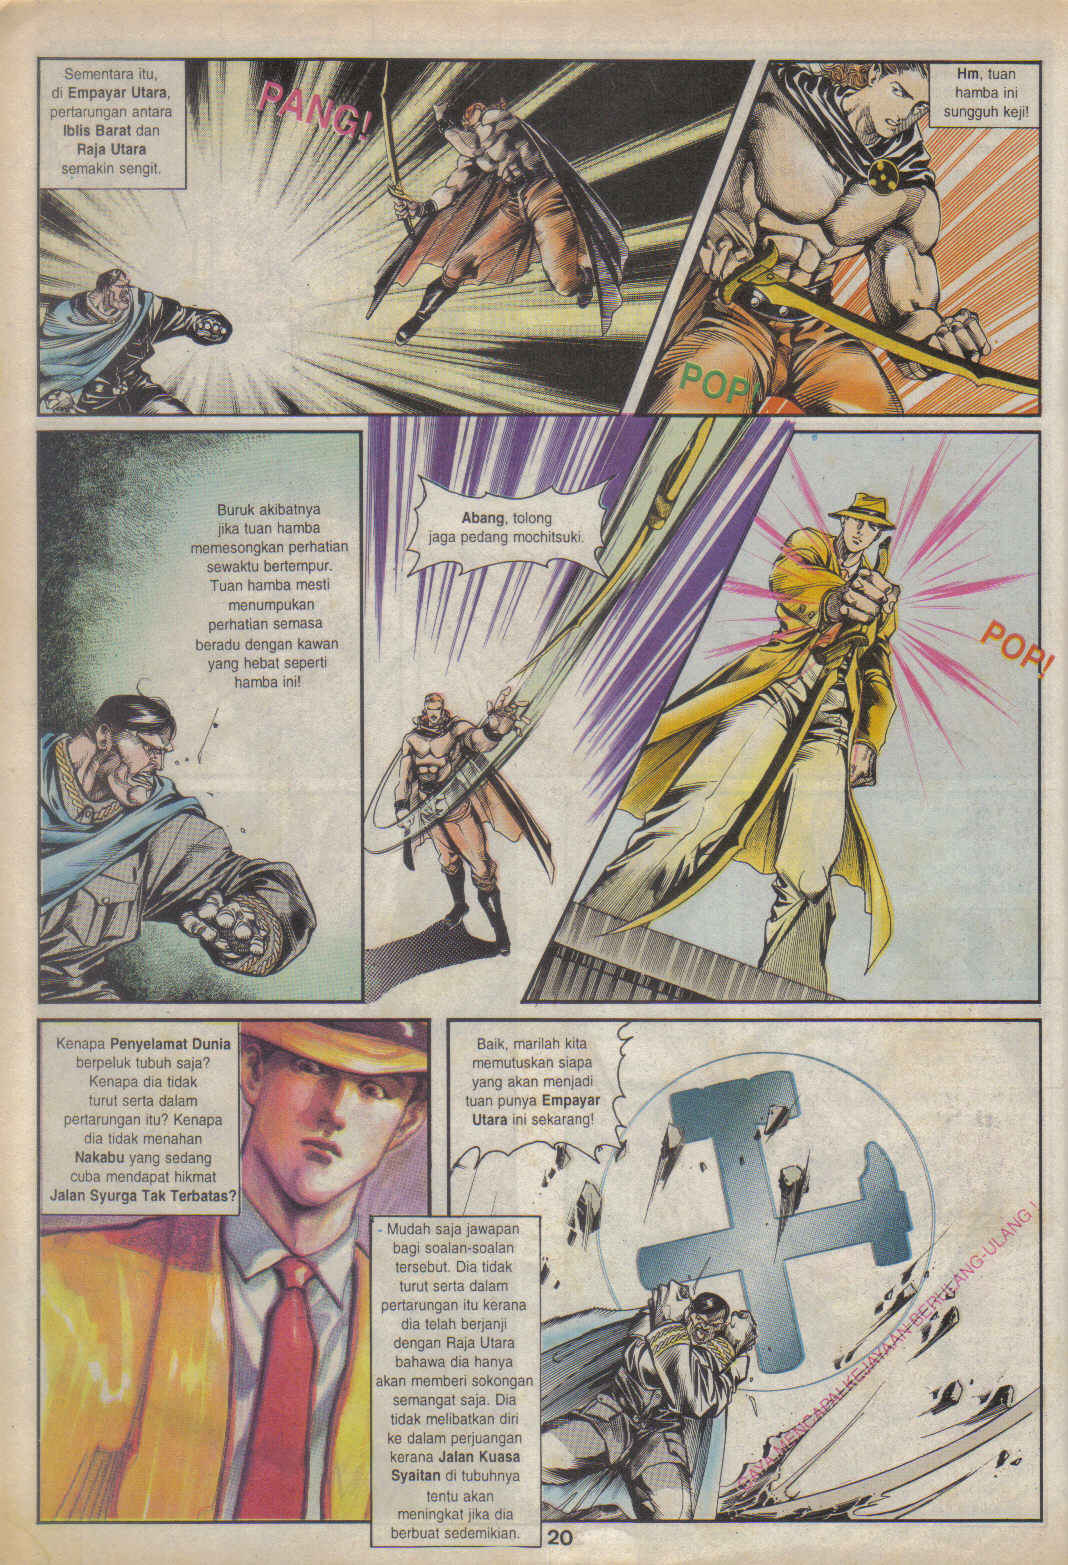 Sementara itu,
di Empayar Utara,
pertarungan antara
Iblis Barat dan
Raja Utara
semakin sengit.
PANG!
Hm, tuan
hamba ini
sungguh keji!
POP!
Buruk akibatnya
jika tuan hamba
memesongkan perhatian
sewaktu bertempur.
Tuan hamba mesti
menumpukan
perhatian semasa
beradu dengan kawan
yang hebat seperti
hamba ini!
Abang, tolong
jaga pedang mochitsuki.
POP!
Kenapa Penyelamat Dunia
berpeluk tubuh saja?
Kenapa dia tidak
turut serta dalam
pertarungan itu? Kenapa
dia tidak menahan
Nakabu yang sedang
cuba mendapat hikmat
Jalan Syurga Tak Terbatas?
- Mudah saja jawapan
bagi soalan-soalan
tersebut. Dia tidak
turut serta dalam
pertarungan itu kerana
dia telah berjanji
dengan Raja Utara
bahawa dia hanya
akan memberi sokongan
semangat saja. Dia
tidak melibatkan diri
ke dalam perjuangan
kerana Jalan Kuasa
Syaitan di tubuhnya
tentu akan
meningkat jika dia
berbuat sedemikian.
Baik, marilah kita
memutuskan siapa
yang akan menjadi
tuan punya Empayar
Utara ini sekarang!
SAYA MENCAPAI KEJAYAAN BERULANG-ULANG!
20